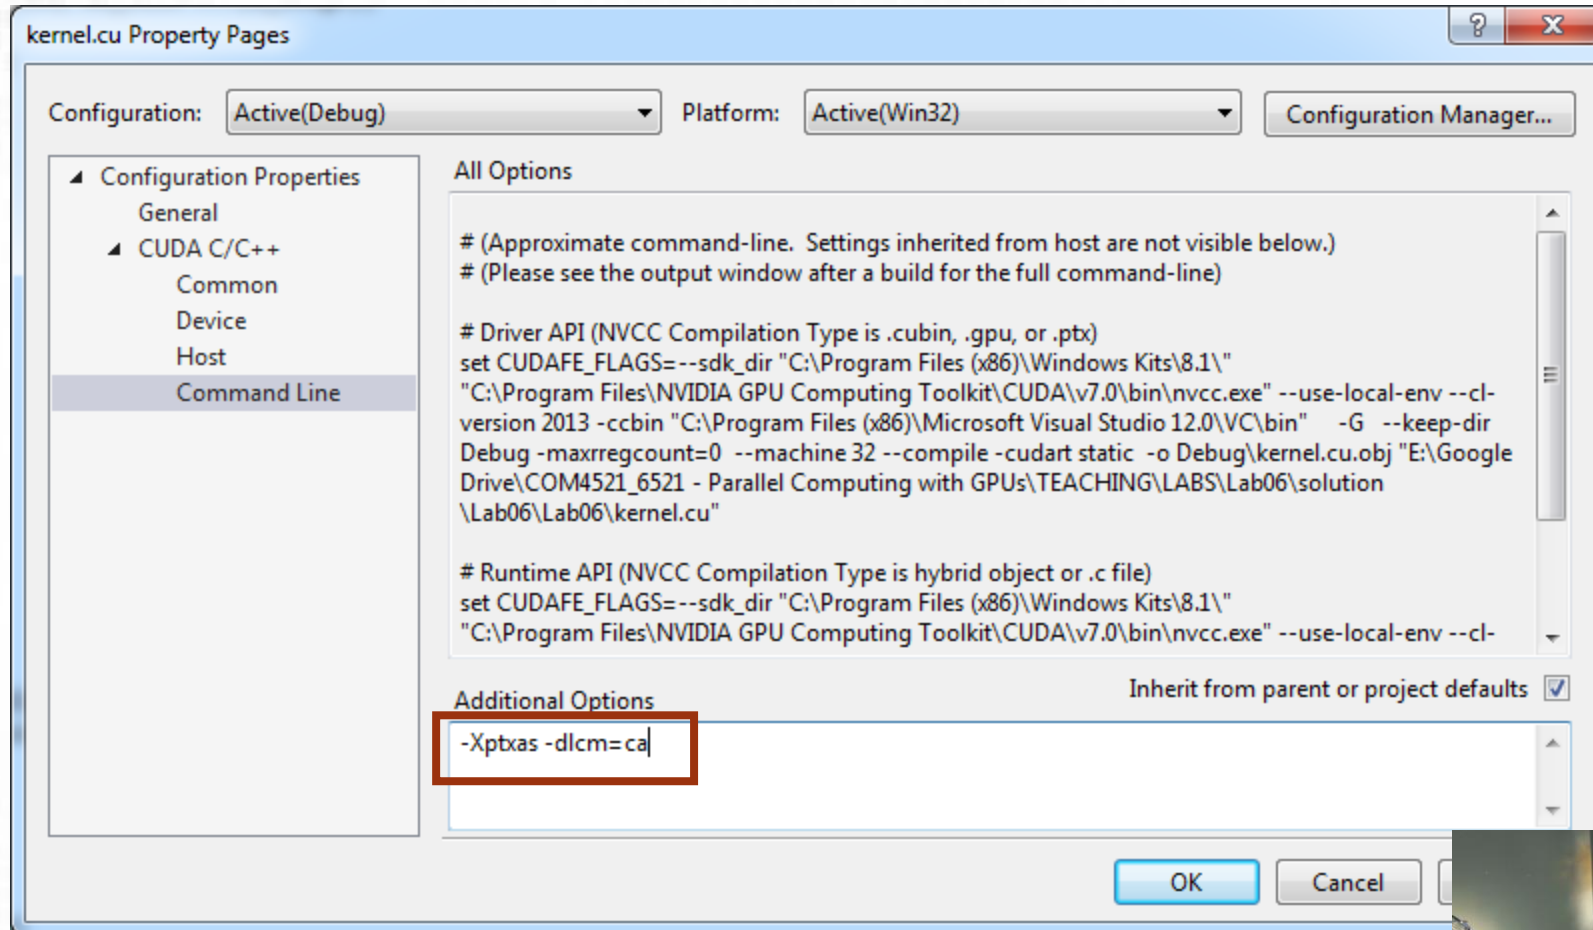 kernel.cu Property Pages
Configuration: Active(Debug) Platform: Active(Win32) Configuration Manager...
Configuration Properties
General
CUDA C/C++
Common
Device
Host
Command Line
All Options
# (Approximate command-line.  Settings inherited from host are not visible below.)
# (Please see the output window after a build for the full command-line)
# Driver API (NVCC Compilation Type is .cubin, .gpu, or .ptx)
set CUDAFE_FLAGS=--sdk_dir "C:\Program Files (x86)\Windows Kits\8.1\"
"C:\Program Files\NVIDIA GPU Computing Toolkit\CUDA\v7.0\bin\nvcc.exe" --use-local-env --cl-
version 2013 -ccbin "C:\Program Files (x86)\Microsoft Visual Studio 12.0\VC\bin"    -G   --keep-dir
Debug -maxrregcount=0  --machine 32 --compile -cudart static  -o Debug\kernel.cu.obj "E:\Google
Drive\COM4521_6521 - Parallel Computing with GPUs\TEACHING\LABS\Lab06\solution
\Lab06\Lab06\kernel.cu"
# Runtime API (NVCC Compilation Type is hybrid object or .c file)
set CUDAFE_FLAGS=--sdk_dir "C:\Program Files (x86)\Windows Kits\8.1\"
"C:\Program Files\NVIDIA GPU Computing Toolkit\CUDA\v7.0\bin\nvcc.exe" --use-local-env --cl-
Additional Options
Inherit from parent or project defaults
-Xptxas -dlcm=ca
OK Cancel